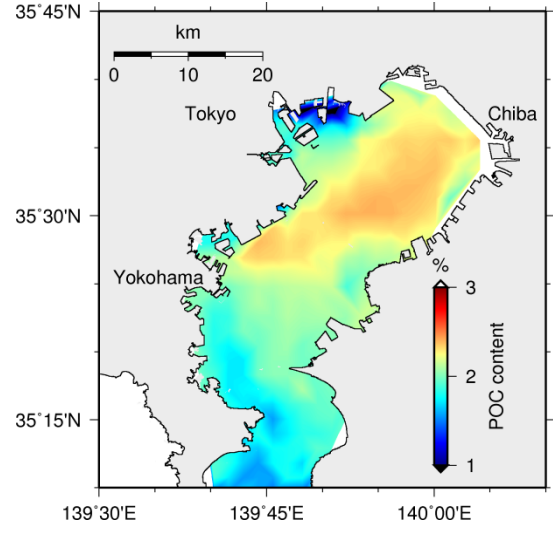 35˚45'N
km
0 10 20
Tokyo
Chiba
35˚30'N
Yokohama
%
3
2
POC content
35˚15'N
1
139˚30'E 139˚45'E 140˚00'E